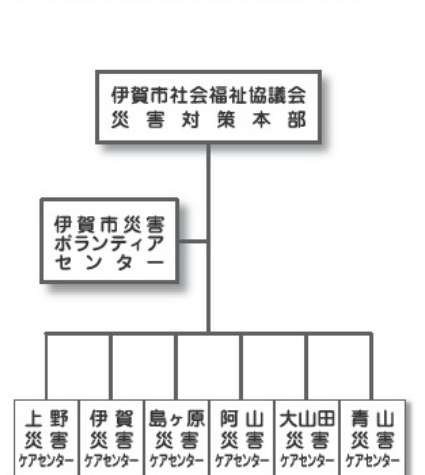 伊賀市社会福祉協議会
災害対策本部
伊賀市災害
ボランティア
センター
上野
災害
ケアセンター
伊賀
災害
ケアセンター
島ヶ原
災害
ケアセンター
阿山
災害
ケアセンター
大山田
災害
ケアセンター
青山
災害
ケアセンター